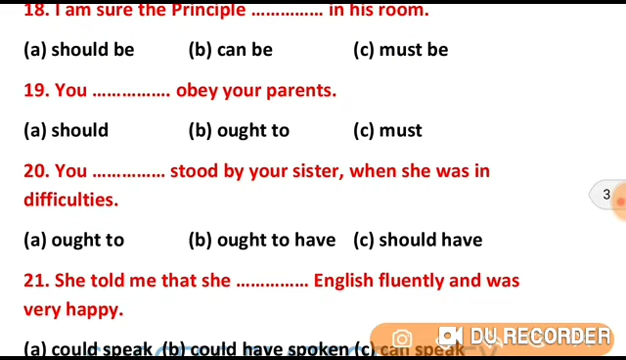 18. I am sure the Principle ............... in his room.
(a) should be (b) can be (c) must be
19. You ................ obey your parents.
(a) should (b) ought to (c) must
20. You ............... stood by your sister, when she was in
difficulties.
(a) ought to (b) ought to have (c) should have
21. She told me that she ............... English fluently and was
very happy.
(a) could speak (b) could have spoken (c) can speak
3
DU RECORDER